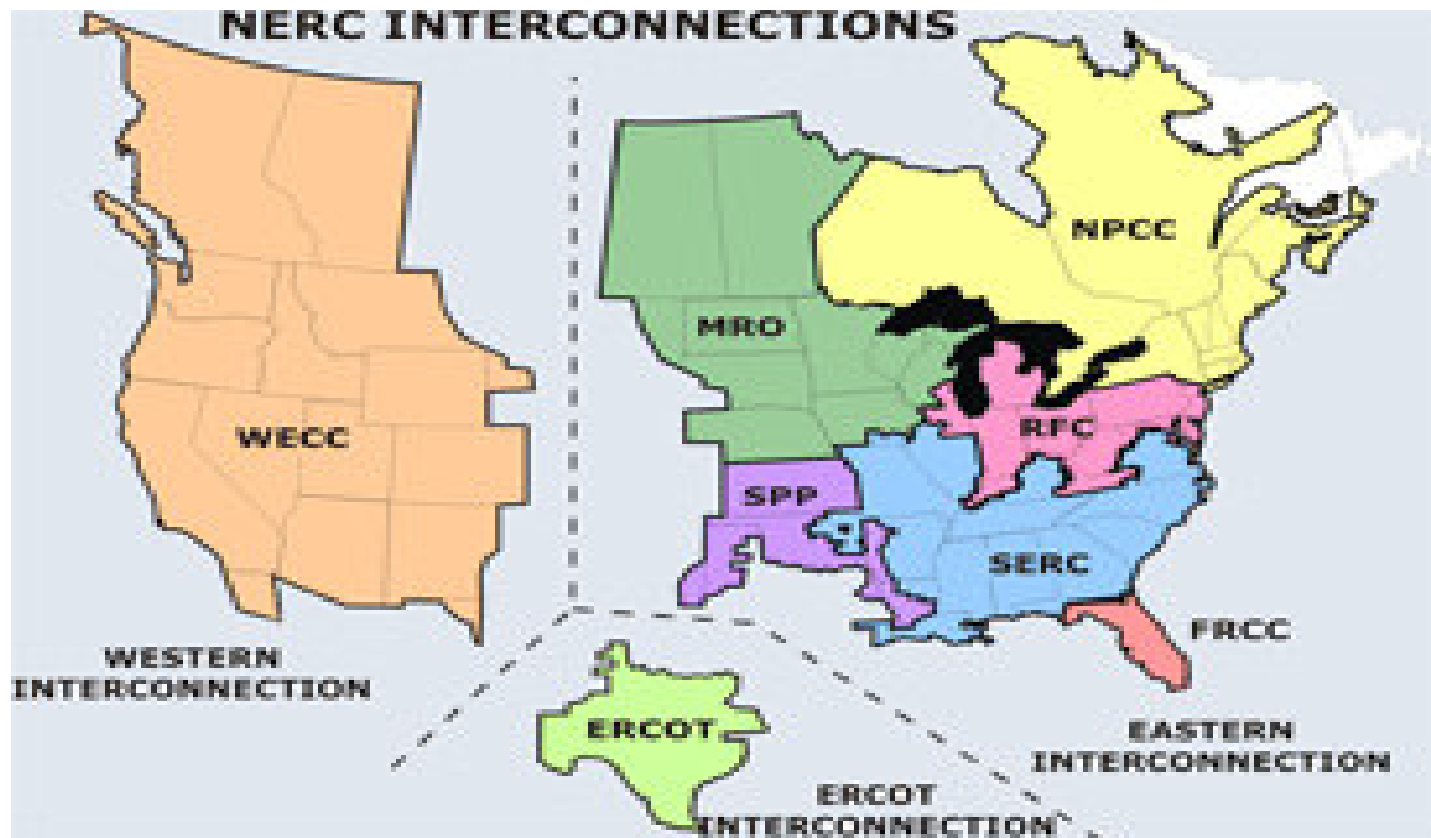 NERC INTERCONNECTIONS
NPCC
MRO
RFC
WECC
SPP
SERC
FRCC
WESTERN
INTERCONNECTION
ERCOT
EASTERN
INTERCONNECTION
ERCOT
INTERCONNECTION